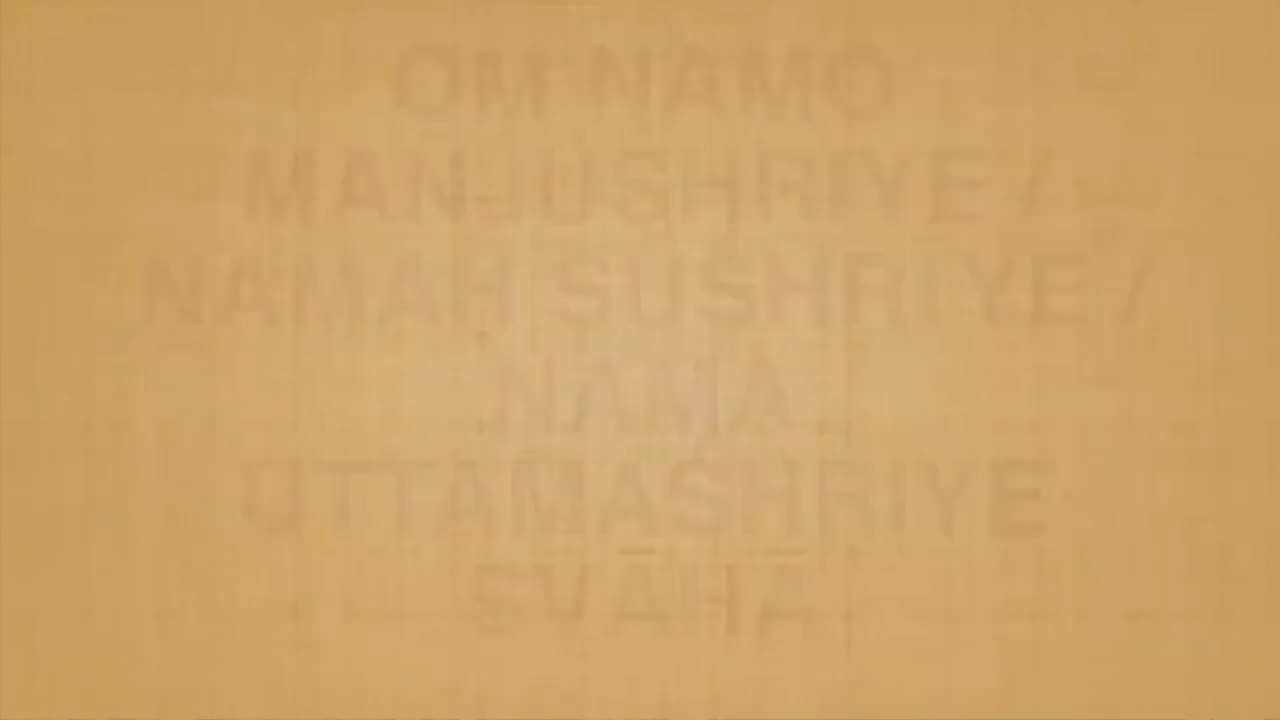 OM NAMO
MANJUSHRIYE /
NAMAH SUSHRIYE /
NAMA
UTTAMASHRIYE
SVĀHĀ